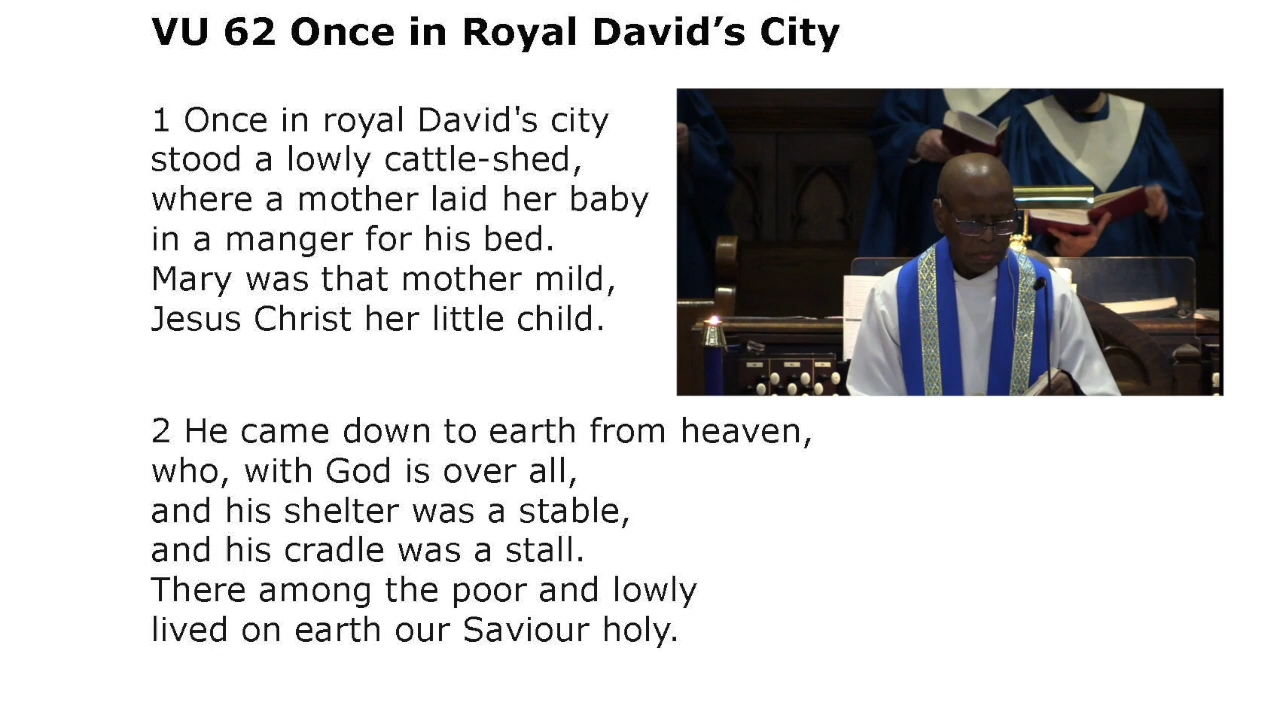 VU 62 Once in Royal David’s City
1 Once in royal David's city
stood a lowly cattle-shed,
where a mother laid her baby
in a manger for his bed.
Mary was that mother mild,
Jesus Christ her little child.
2 He came down to earth from heaven,
who, with God is over all,
and his shelter was a stable,
and his cradle was a stall.
There among the poor and lowly
lived on earth our Saviour holy.